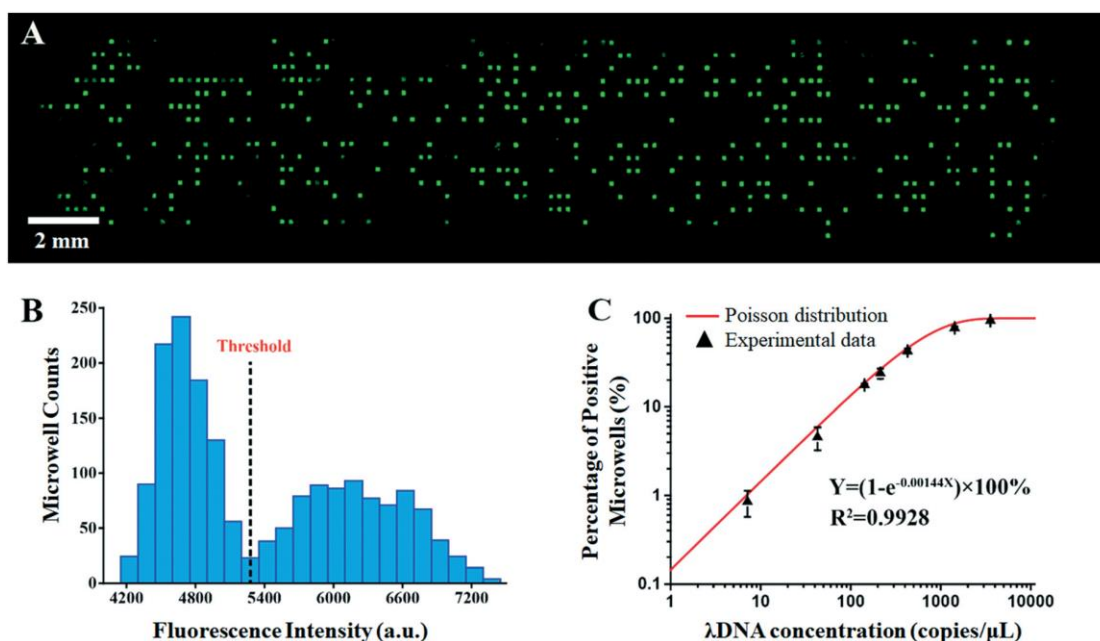 A
2 mm
B
Microwell Counts
250
200
150
100
50
0
Threshold
4200
4800
5400
6000
6600
7200
Fluorescence Intensity (a.u.)
C
Percentage of Positive
Microwells (%)
100
10
1
0.1
Poisson distribution
Experimental data
Y=(1-e^-0.00144X)×100%
R²=0.9928
1
10
100
1000
10000
λDNA concentration (copies/μL)